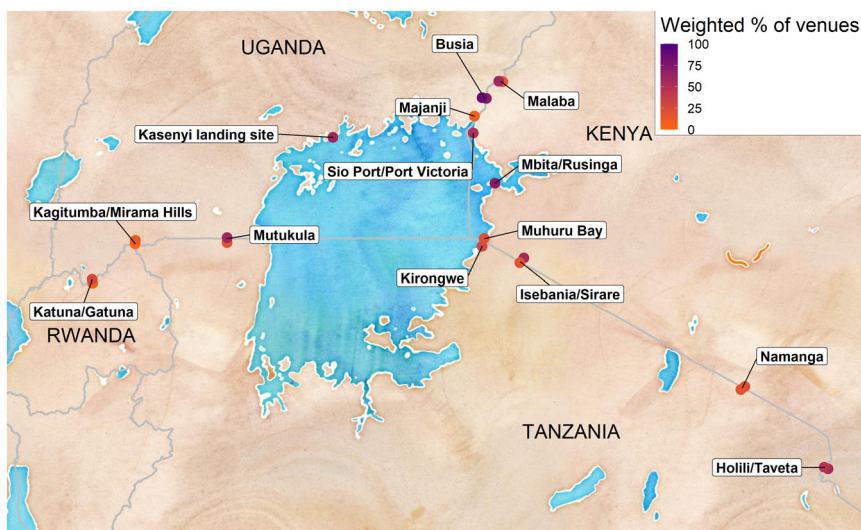 Weighted % of venues
100
75
50
25
0
UGANDA
Busia
Malaba
Majanji
KENYA
Kasenyi landing site
Sio Port/Port Victoria
Mbita/Rusinga
Kagitumba/Mirama Hills
Mutukula
Muhuru Bay
Kirongwe
Isebania/Sirare
Katuna/Gatuna
RWANDA
Namanga
TANZANIA
Holili/Taveta